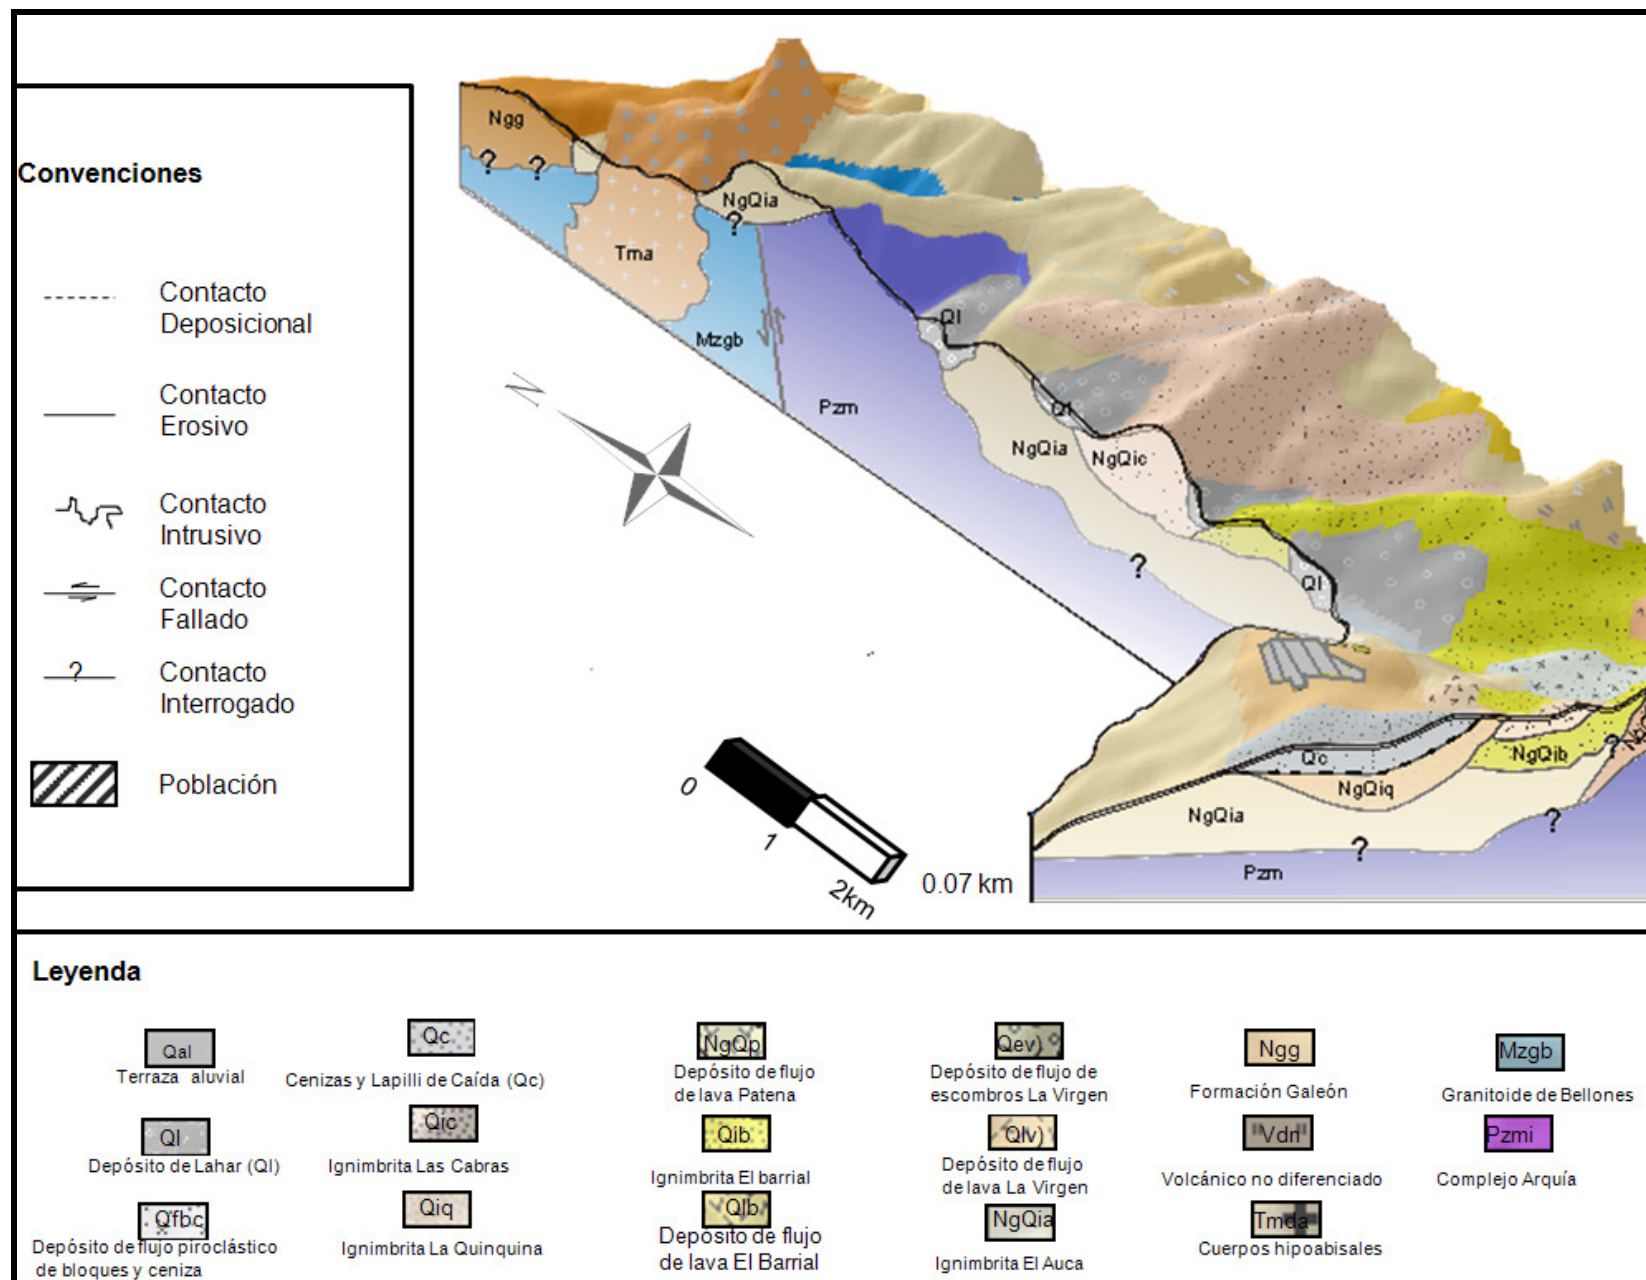 Convenciones
Contacto
Deposicional
Contacto
Erosivo
Contacto
Intrusivo
Contacto
Fallado
?
Contacto
Interrogado
Población
Ngg
? ?
NgQia
?
Tma
Mzgb
Pzm
Ql
Ql
NgQia
NgQic
?
Ql
N
0
1
2km
0.07 km
Qc
NgQib
?
NgQiq
NgQia
?
?
Pzm
Leyenda
Qal
Terraza aluvial
Ql
Depósito de Lahar (Ql)
Qfbc
Depósito de flujo piroclástico
de bloques y ceniza
Qc
Cenizas y Lapilli de Caída (Qc)
Qic
Ignimbrita Las Cabras
Qiq
Ignimbrita La Quinquina
NgQp
Depósito de flujo
de lava Patena
Qib
Ignimbrita El barrial
Qlb
Depósito de flujo
de lava El Barrial
Qev)
Depósito de flujo de
escombros La Virgen
Qlv)
Depósito de flujo
de lava La Virgen
NgQia
Ignimbrita El Auca
Ngg
Formación Galeón
Vdn
Volcánico no diferenciado
Tmda
Cuerpos hipoabisales
Mzgb
Granitoide de Bellones
Pzmi
Complejo Arquía